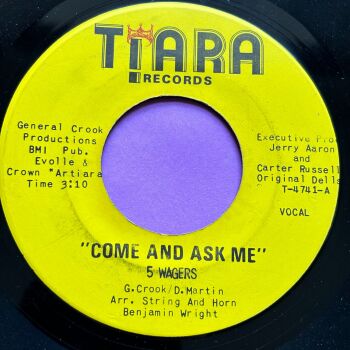 TIARA
RECORDS
General Crook
Productions
BMI Pub.
Evolle &
Crown "Artiara
Time 3:10
Executive Pro
Jerry Aaron
and
Carter Russell
Original Della
T-4741-A
VOCAL
"COME AND ASK ME"
5 WAGERS
G.Crook/D.Martin
Arr. String And Horn
Benjamin Wright